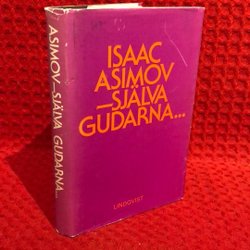 ASIMOV—SJÄLVA GUDARNA...
ISAAC
ASIMOV
—SJÄLVA
GUDARNA...
LINDQVIST